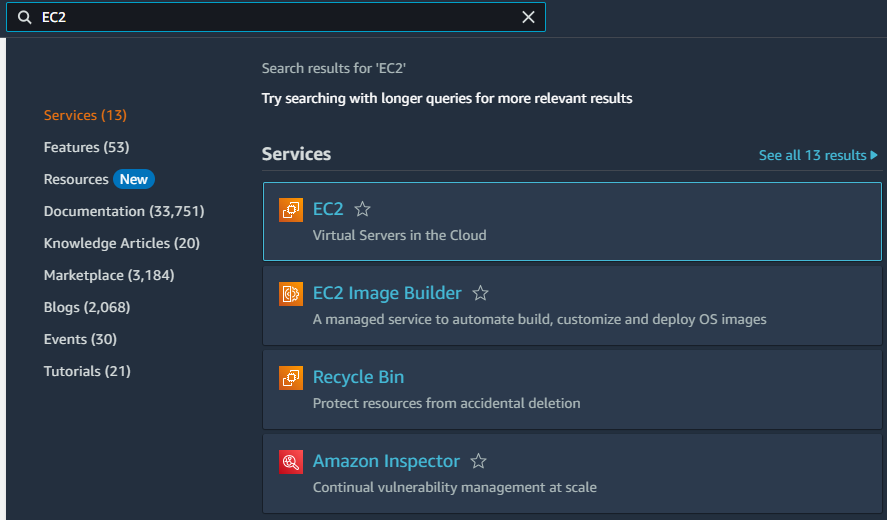 EC2
Search results for 'EC2'
Try searching with longer queries for more relevant results
Services (13)
Features (53)
Resources New
Documentation (33,751)
Knowledge Articles (20)
Marketplace (3,184)
Blogs (2,068)
Events (30)
Tutorials (21)
Services
See all 13 results
EC2
Virtual Servers in the Cloud
EC2 Image Builder
A managed service to automate build, customize and deploy OS images
Recycle Bin
Protect resources from accidental deletion
Amazon Inspector
Continual vulnerability management at scale